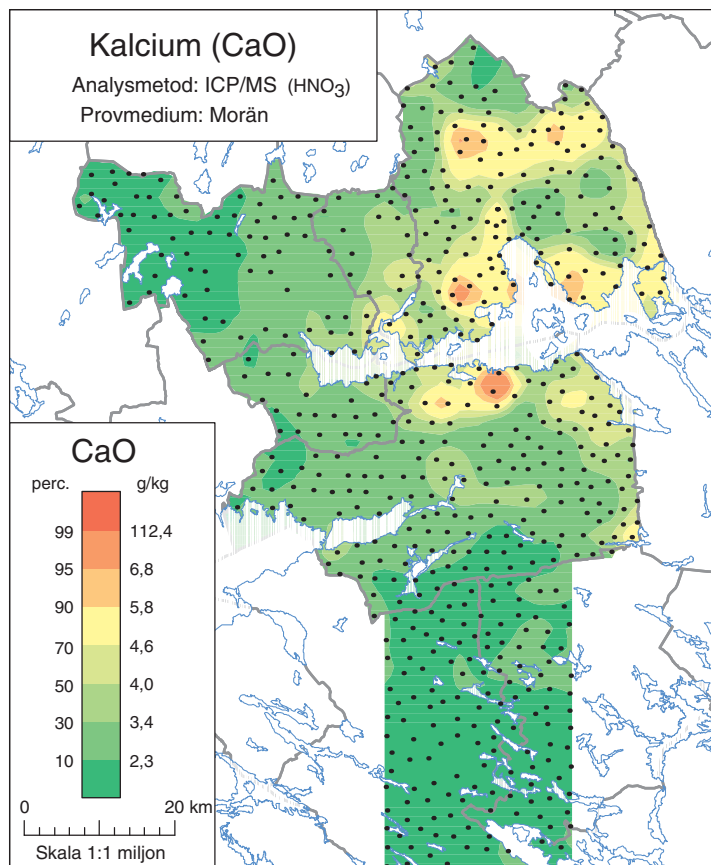 Kalcium (CaO)
Analysmetod: ICP/MS (HNO3)
Provmedium: Morän
CaO
perc. g/kg
99 112,4
95 6,8
90 5,8
70 4,6
50 4,0
30 3,4
10 2,3
0 20 km
Skala 1:1 miljon